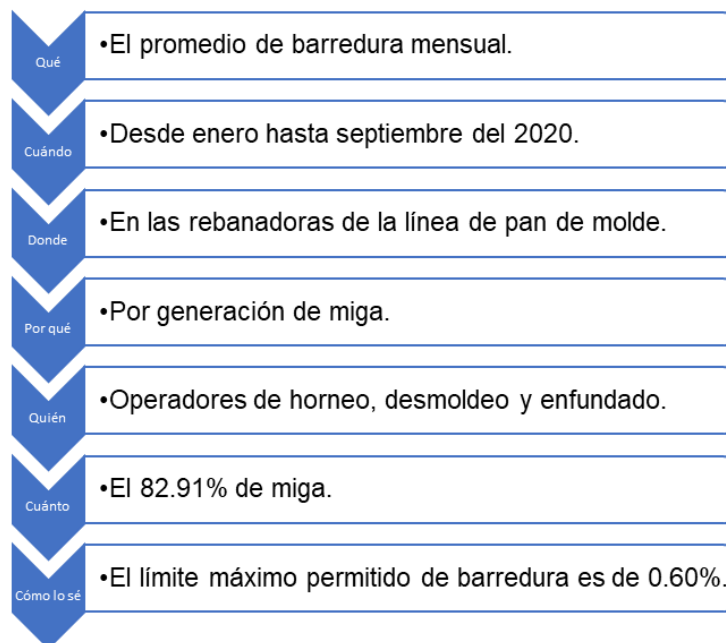 Qué
•El promedio de barredura mensual.
Cuándo
•Desde enero hasta septiembre del 2020.
Donde
•En las rebanadoras de la línea de pan de molde.
Por qué
•Por generación de miga.
Quién
•Operadores de horneo, desmoldeo y enfundado.
Cuánto
•El 82.91% de miga.
Cómo lo sé
•El límite máximo permitido de barredura es de 0.60%.